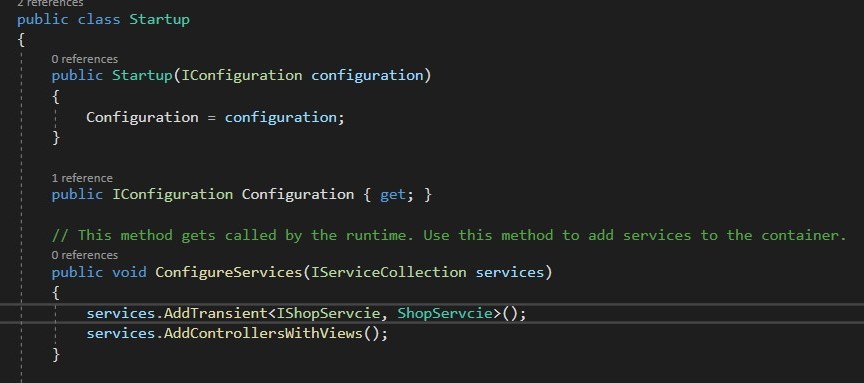 2 references
public class Startup
{
0 references
public Startup(IConfiguration configuration)
{
Configuration = configuration;
}
1 reference
public IConfiguration Configuration { get; }
// This method gets called by the runtime. Use this method to add services to the container.
0 references
public void ConfigureServices(IServiceCollection services)
{
services.AddTransient<IShopServcie, ShopServcie>();
services.AddControllersWithViews();
}